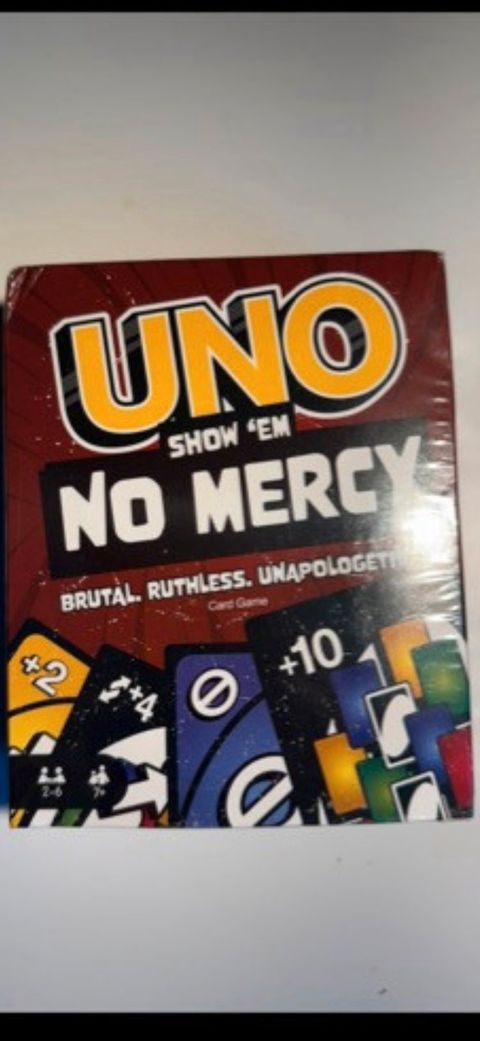 UNO
SHOW 'EM
NO MERCY
BRUTAL. RUTHLESS.
Card Game
+10
+2
+4
2-6
7+